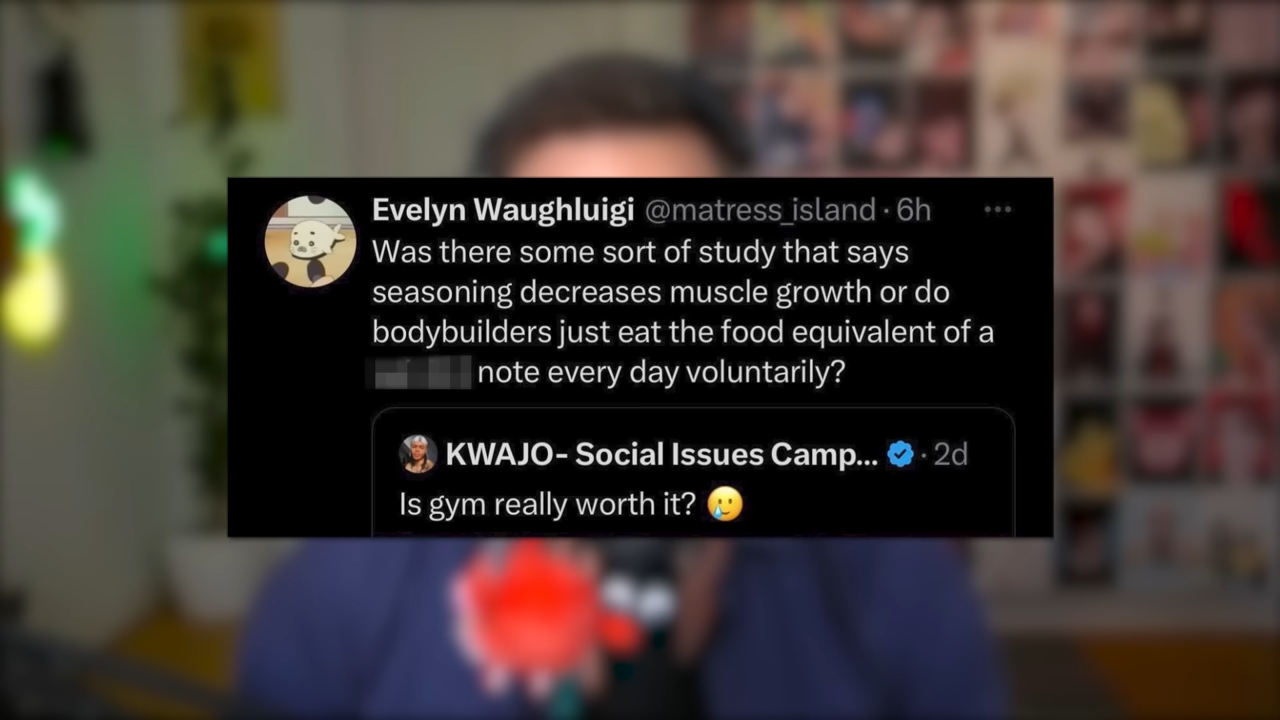 Evelyn Waughluigi @matress_island · 6h
Was there some sort of study that says
seasoning decreases muscle growth or do
bodybuilders just eat the food equivalent of a
note every day voluntarily?
KWAJO- Social Issues Camp... · 2d
Is gym really worth it? 🥲